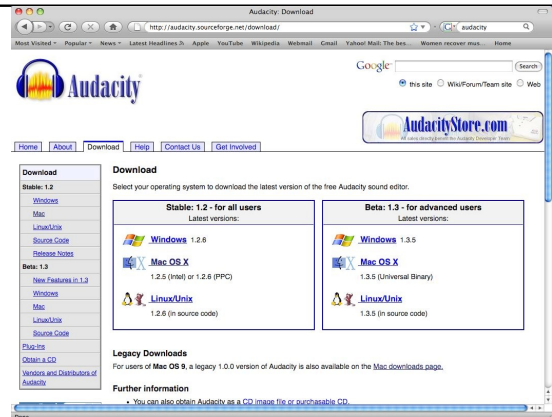 Audacity: Download
http://audacity.sourceforge.net/download/
audacity
Most Visited Popular News Latest Headlines Apple YouTube Wikipedia Webmail Gmail Yahoo! Mail: The bes... Women recover mus... Home
Audacity
Google Search
this site Wiki/Forum/Team site Web
AudacityStore.com
Home About Download Help Contact Us Get Involved
Download
Stable: 1.2
Windows
Mac
Linux/Unix
Source Code
Release Notes
Beta: 1.3
New Features in 1.3
Windows
Mac
Linux/Unix
Source Code
Plug-Ins
Obtain a CD
Vendors and Distributors of
Audacity
Download
Select your operating system to download the latest version of the free Audacity sound editor.
Stable: 1.2 - for all users
Latest versions:
Windows 1.2.6
Mac OS X
1.2.5 (Intel) or 1.2.6 (PPC)
Linux/Unix
1.2.6 (in source code)
Beta: 1.3 - for advanced users
Latest versions:
Windows 1.3.5
Mac OS X
1.3.5 (Universal Binary)
Linux/Unix
1.3.5 (in source code)
Legacy Downloads
For users of Mac OS 9, a legacy 1.0.0 version of Audacity is also available on the Mac downloads page.
Further information
• You can also obtain Audacity as a CD image file or purchasable CD.